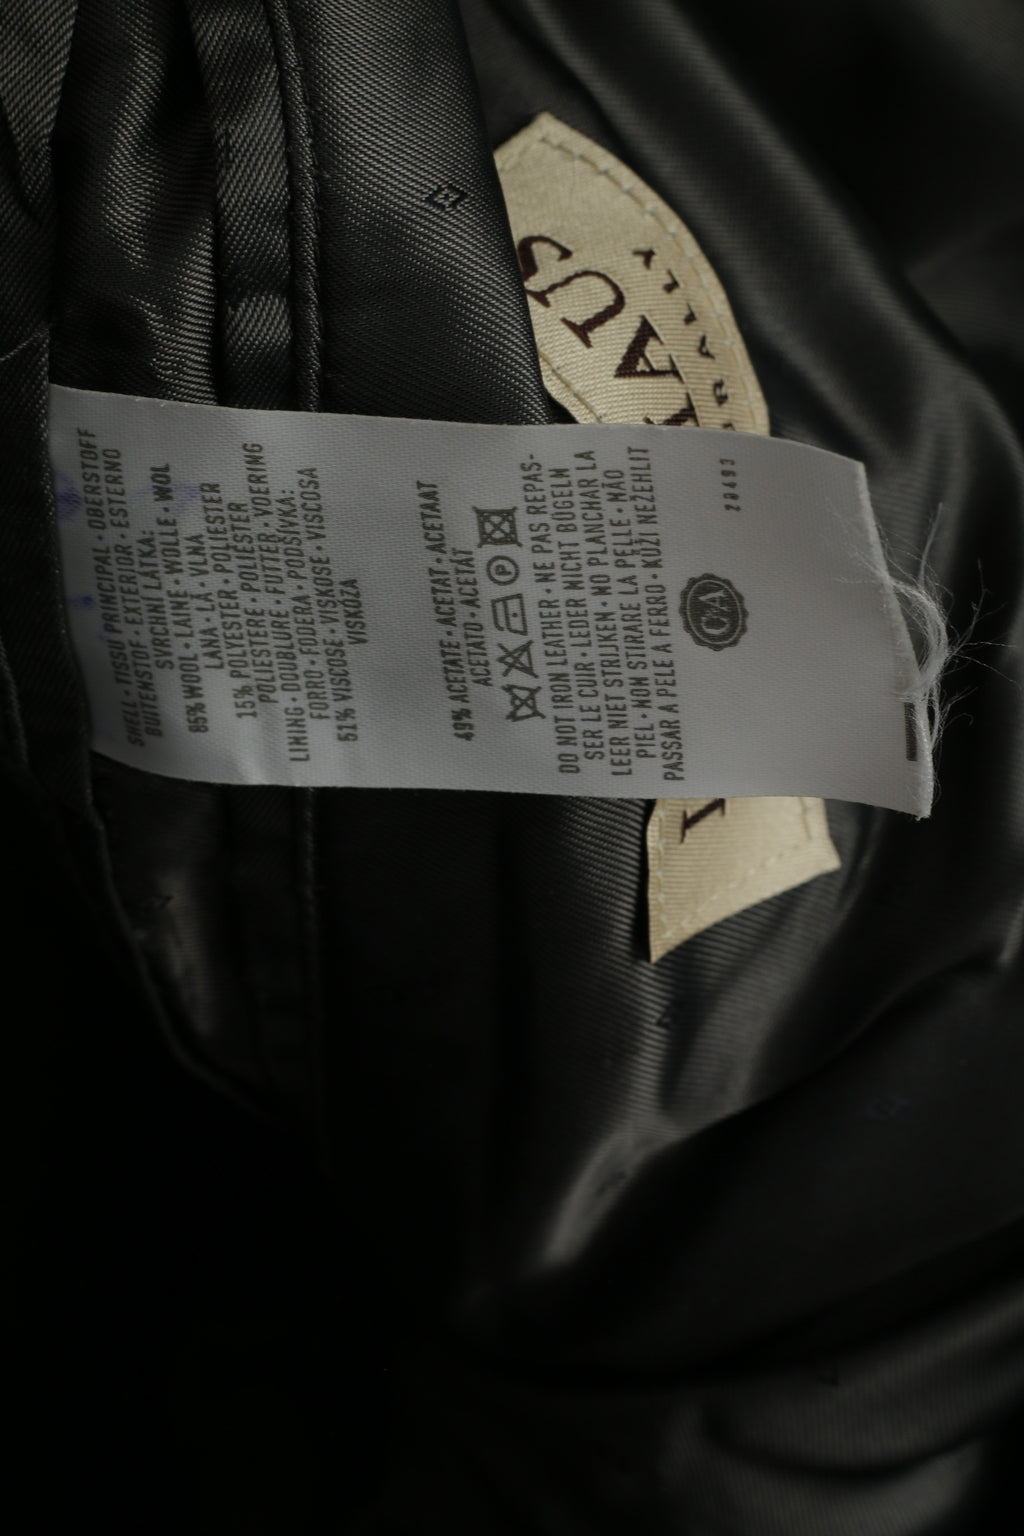 SHELL · TISSU PRINCIPAL · OBERSTOFF
BUITENSTOF · EXTERIOR · ESTERNO
SVRCHNÍ LÁTKA:
85% WOOL · LAINE · WOLLE · WOL
LANA · LÃ · VLNA
15% POLYESTER · POLIESTER
POLIESTERE · POLIÉSTER
LINING · DOUBLURE · FUTTER · VOERING
FORRO · FODERA · PODŠÍVKA:
51% VISCOSE · VISKOSE · VISCOSA
VISKÓZA
49% ACETATE · ACETAT · ACETAAT
ACETATO · ACETÁT
P
DO NOT IRON LEATHER · NE PAS REPAS-
SER LE CUIR · LEDER NICHT BÜGELN
LEER NIET STRIJKEN · NO PLANCHAR LA
PIEL · NON STIRARE LA PELLE · NÃO
PASSAR A PELE A FERRO · KŮŽI NEŽEHLIT
C&A
28493
US